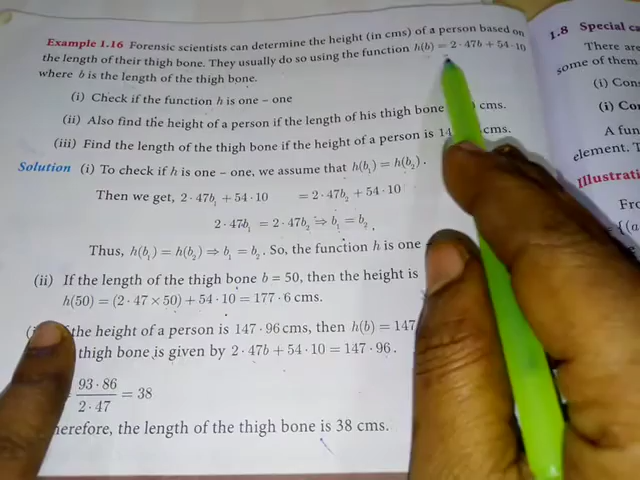 Example 1.16 Forensic scientists can determine the height (in cms) of a person based on
the length of their thigh bone. They usually do so using the function h(b) = 2·47b + 54·10
where b is the length of the thigh bone.
(i) Check if the function h is one – one
(ii) Also find the height of a person if the length of his thigh bone cms.
(iii) Find the length of the thigh bone if the height of a person is 14 cms.
Solution (i) To check if h is one – one, we assume that h(b₁) = h(b₂).
Then we get, 2·47b₁ + 54·10 = 2·47b₂ + 54·10
2·47b₁ = 2·47b₂ ⇒ b₁ = b₂.
Thus, h(b₁) = h(b₂) ⇒ b₁ = b₂. So, the function h is one –
(ii) If the length of the thigh bone b = 50, then the height is
h(50) = (2·47 × 50) + 54·10 = 177·6 cms.
the height of a person is 147·96 cms, then h(b) = 147
thigh bone is given by 2·47b + 54·10 = 147·96.
93·86
= 38
2·47
herefore, the length of the thigh bone is 38 cms.
1.8 Special ca
There are
some of them
(i) Cons
(i) Co
A fun
element. T
Illustrati
Fro
= {(a